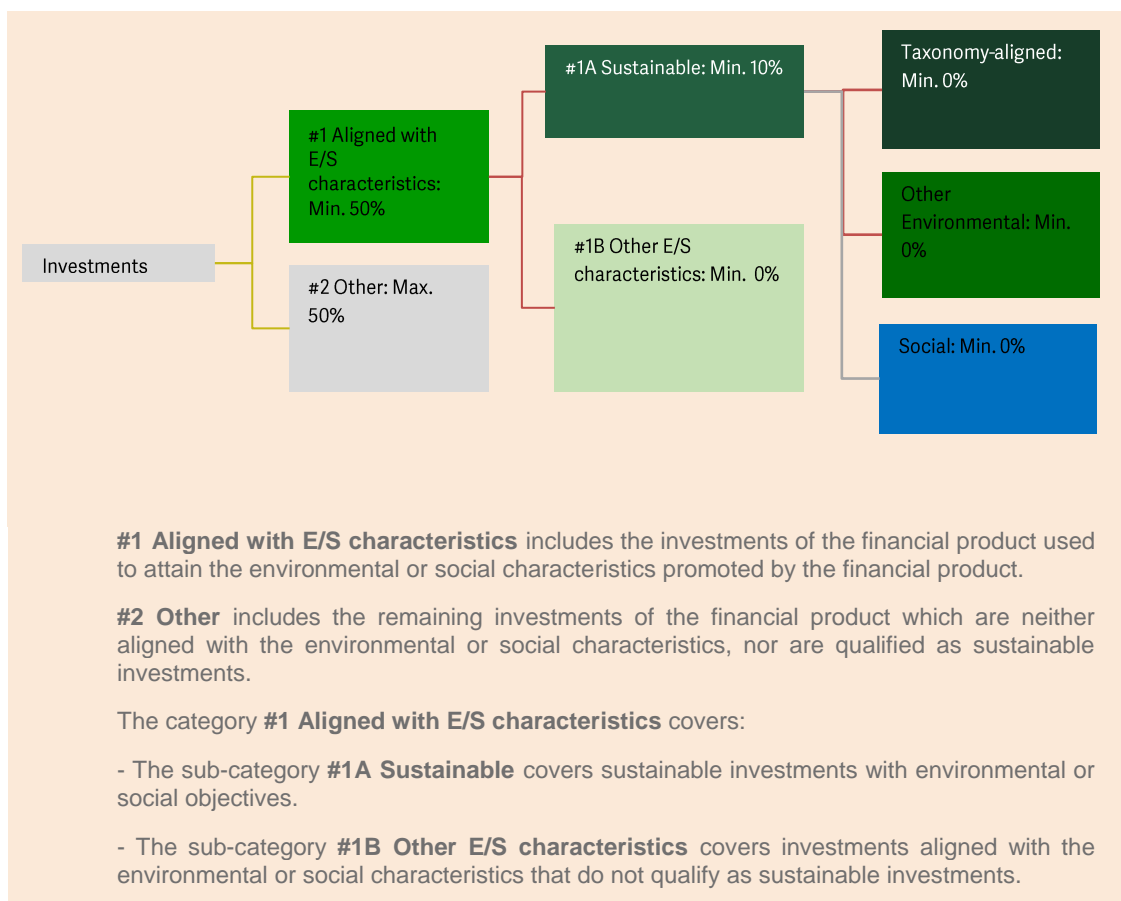 Investments
#1 Aligned with
E/S
characteristics:
Min. 50%
#2 Other: Max.
50%
#1A Sustainable: Min. 10%
#1B Other E/S
characteristics: Min. 0%
Taxonomy-aligned:
Min. 0%
Other
Environmental: Min.
0%
Social: Min. 0%
#1 Aligned with E/S characteristics includes the investments of the financial product used
to attain the environmental or social characteristics promoted by the financial product.
#2 Other includes the remaining investments of the financial product which are neither
aligned with the environmental or social characteristics, nor are qualified as sustainable
investments.
The category #1 Aligned with E/S characteristics covers:
- The sub-category #1A Sustainable covers sustainable investments with environmental or
social objectives.
- The sub-category #1B Other E/S characteristics covers investments aligned with the
environmental or social characteristics that do not qualify as sustainable investments.